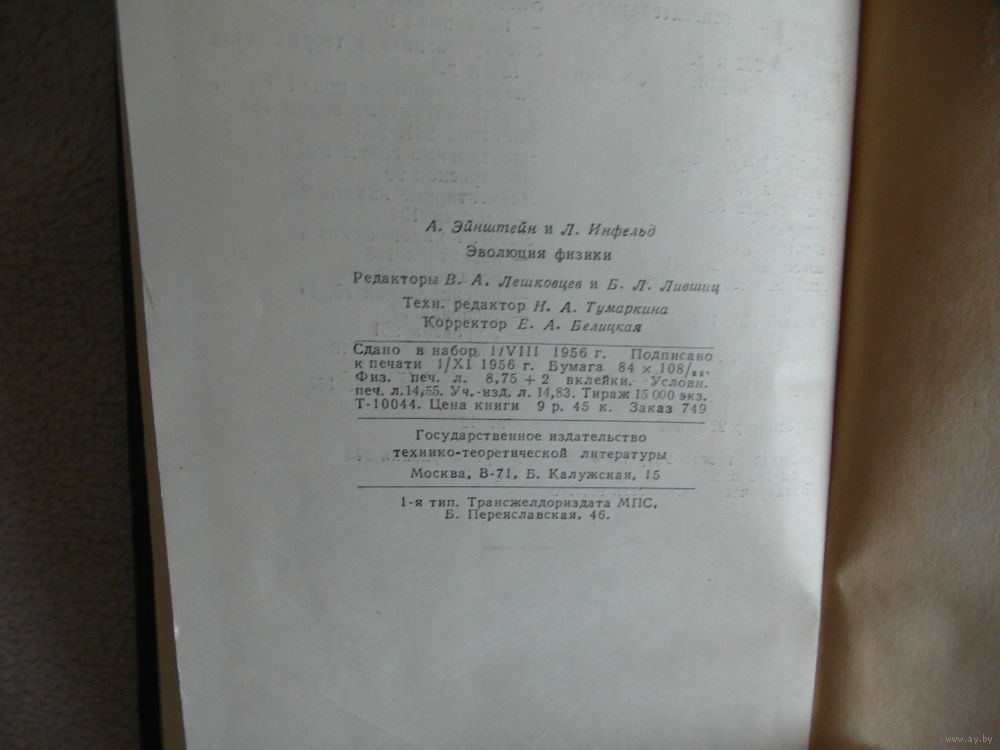 А. Эйнштейн и Л. Инфельд
Эволюция физики
Редакторы В. А. Лешковцев и Б. Л. Лившиц
Техн. редактор Н. А. Тумаркина
Корректор Е. А. Белицкая
Сдано в набор 1/VIII 1956 г. Подписано
к печати 1/XI 1956 г. Бумага 84 × 108/
Физ. печ. л. 8,75 + 2 вклейки. Условн.
печ. л. 14,55. Уч.-изд. л. 14,83. Тираж 15 000 экз.
Т-10044. Цена книги 9 р. 45 к. Заказ 749
Государственное издательство
технико-теоретической литературы
Москва, В-71, Б. Калужская, 15
1-я тип. Трансжелдориздата МПС,
Б. Переяславская, 46.
www.ay.by